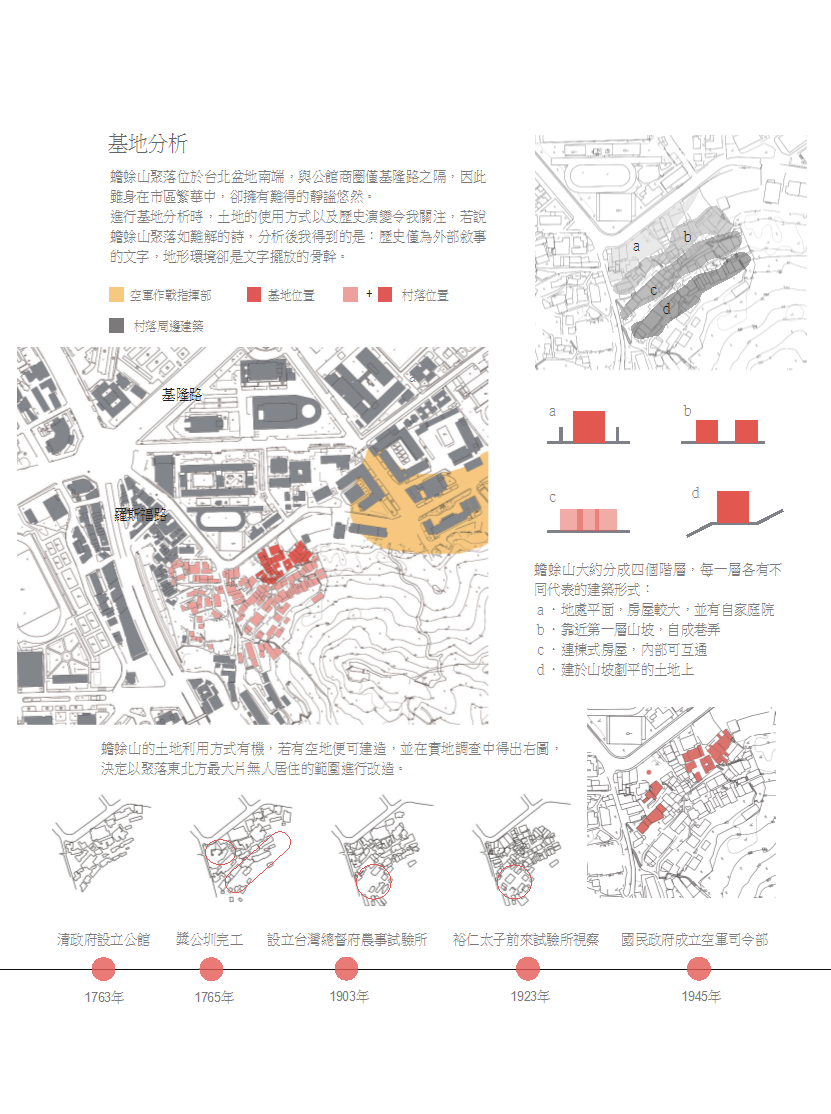 基地分析
蟾蜍山聚落位於台北盆地南端，與公館商圈僅基隆路之隔，因此
雖身在市區繁華中，卻擁有難得的靜謐悠然。
進行基地分析時，土地的使用方式以及歷史演變令我關注，若說
蟾蜍山聚落如難解的詩，分析後我得到的是：歷史僅為外部敘事
的文字，地形環境卻是文字擺放的骨幹。
空軍作戰指揮部
基地位置
+
村落位置
村落周邊建築
基隆路
羅斯福路
a
b
c
d
a
b
c
d
蟾蜍山大約分成四個階層，每一層各有不
同代表的建築形式：
a．地處平面，房屋較大，並有自家庭院
b．靠近第一層山坡，自成巷弄
c．連棟式房屋，內部可互通
d．建於山坡剷平的土地上
蟾蜍山的土地利用方式有機，若有空地便可建造，並在實地調查中得出右圖，
決定以聚落東北方最大片無人居住的範圍進行改造。
清政府設立公館
獎公圳完工
設立台灣總督府農事試驗所
裕仁太子前來試驗所視察
國民政府成立空軍司令部
1763年
1765年
1903年
1923年
1945年